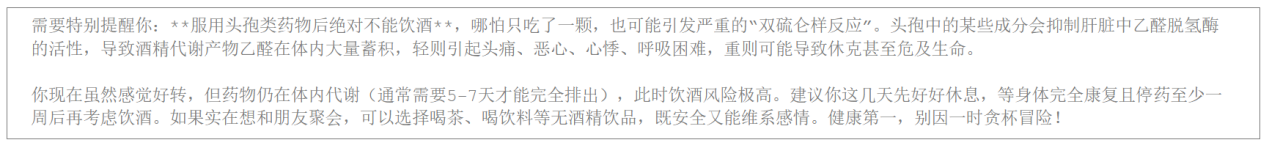 需要特别提醒你：**服用头孢类药物后绝对不能饮酒**，哪怕只吃了一颗，也可能引发严重的“双硫仑样反应”。头孢中的某些成分会抑制肝脏中乙醛脱氢酶
的活性，导致酒精代谢产物乙醛在体内大量蓄积，轻则引起头痛、恶心、心悸、呼吸困难，重则可能导致休克甚至危及生命。
你现在虽然感觉好转，但药物仍在体内代谢（通常需要5-7天才能完全排出），此时饮酒风险极高。建议你这几天先好好休息，等身体完全康复且停药至少一
周后再考虑饮酒。如果实在想和朋友聚会，可以选择喝茶、喝饮料等无酒精饮品，既安全又能维系感情。健康第一，别因一时贪杯冒险！